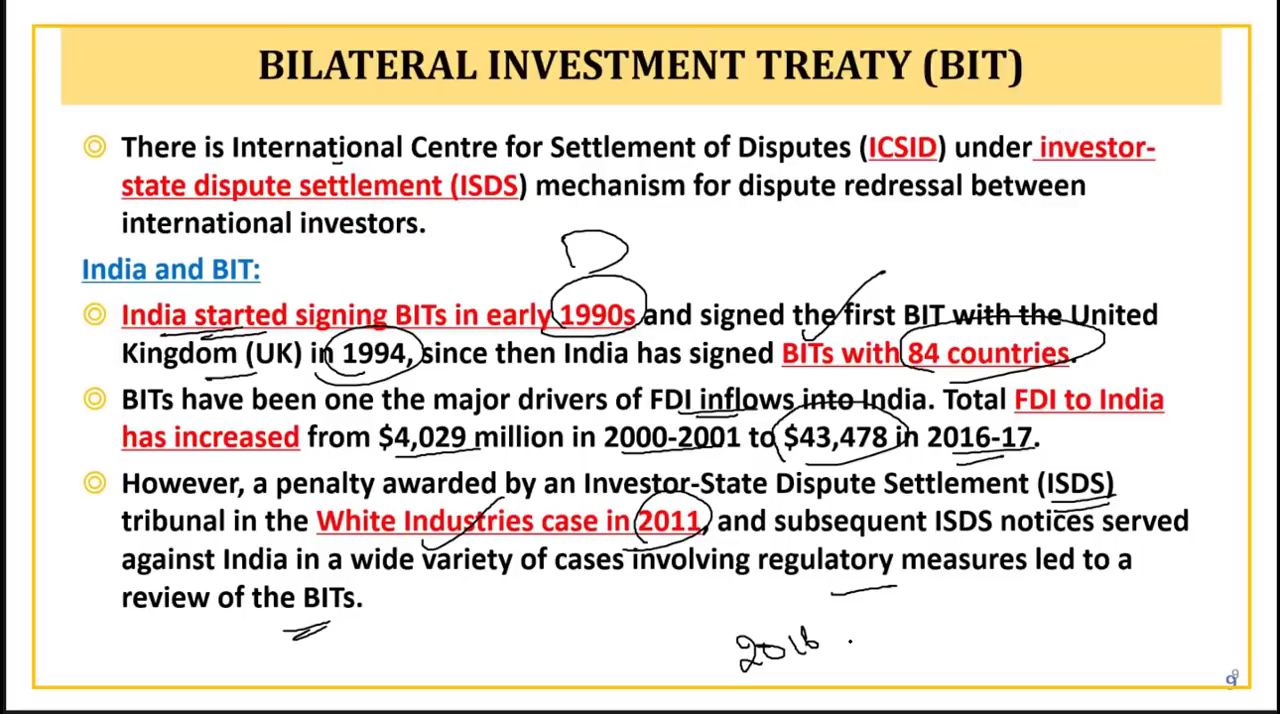 BILATERAL INVESTMENT TREATY (BIT)
There is International Centre for Settlement of Disputes (ICSID) under investor-
state dispute settlement (ISDS) mechanism for dispute redressal between
international investors.
India and BIT:
India started signing BITs in early 1990s and signed the first BIT with the United
Kingdom (UK) in 1994, since then India has signed BITs with 84 countries.
BITs have been one the major drivers of FDI inflows into India. Total FDI to India
has increased from $4,029 million in 2000-2001 to $43,478 in 2016-17.
However, a penalty awarded by an Investor-State Dispute Settlement (ISDS)
tribunal in the White Industries case in 2011, and subsequent ISDS notices served
against India in a wide variety of cases involving regulatory measures led to a
review of the BITs.
2016
9